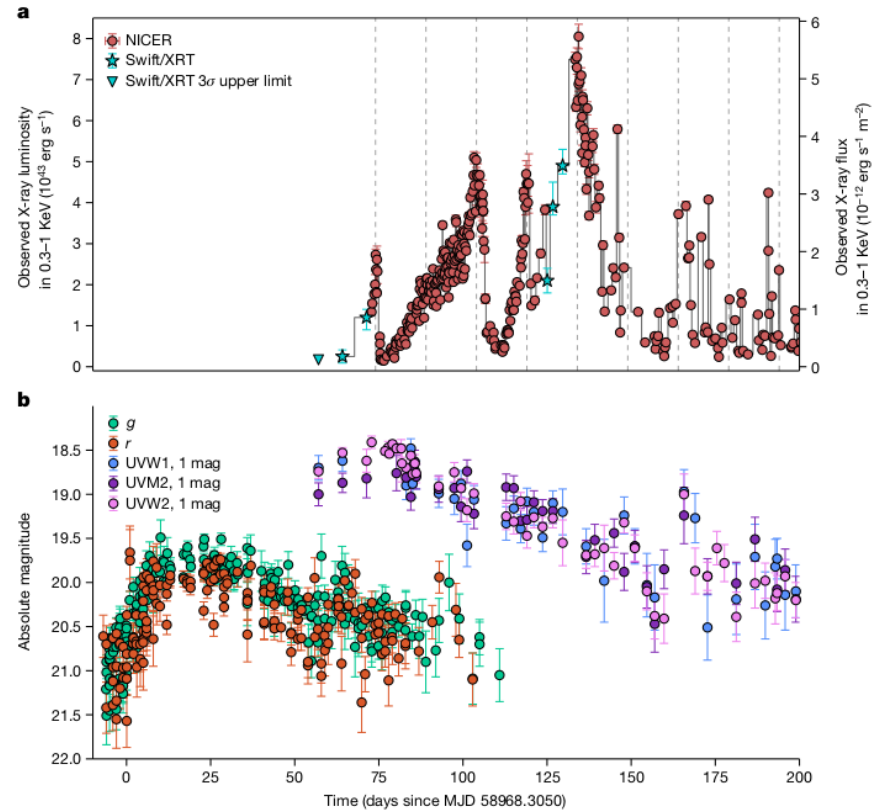 a
NICER
Swift/XRT
Swift/XRT 3σ upper limit
Observed X-ray luminosity
in 0.3–1 KeV (10⁴³ erg s⁻¹)
8
7
6
5
4
3
2
1
0
6
5
4
3
2
1
0
Observed X-ray flux
in 0.3–1 KeV (10⁻¹² erg s⁻¹ m⁻²)
b
g
r
UVW1, 1 mag
UVM2, 1 mag
UVW2, 1 mag
Absolute magnitude
18.5
19.0
19.5
20.0
20.5
21.0
21.5
22.0
0
25
50
75
100
125
150
175
200
Time (days since MJD 58968.3050)